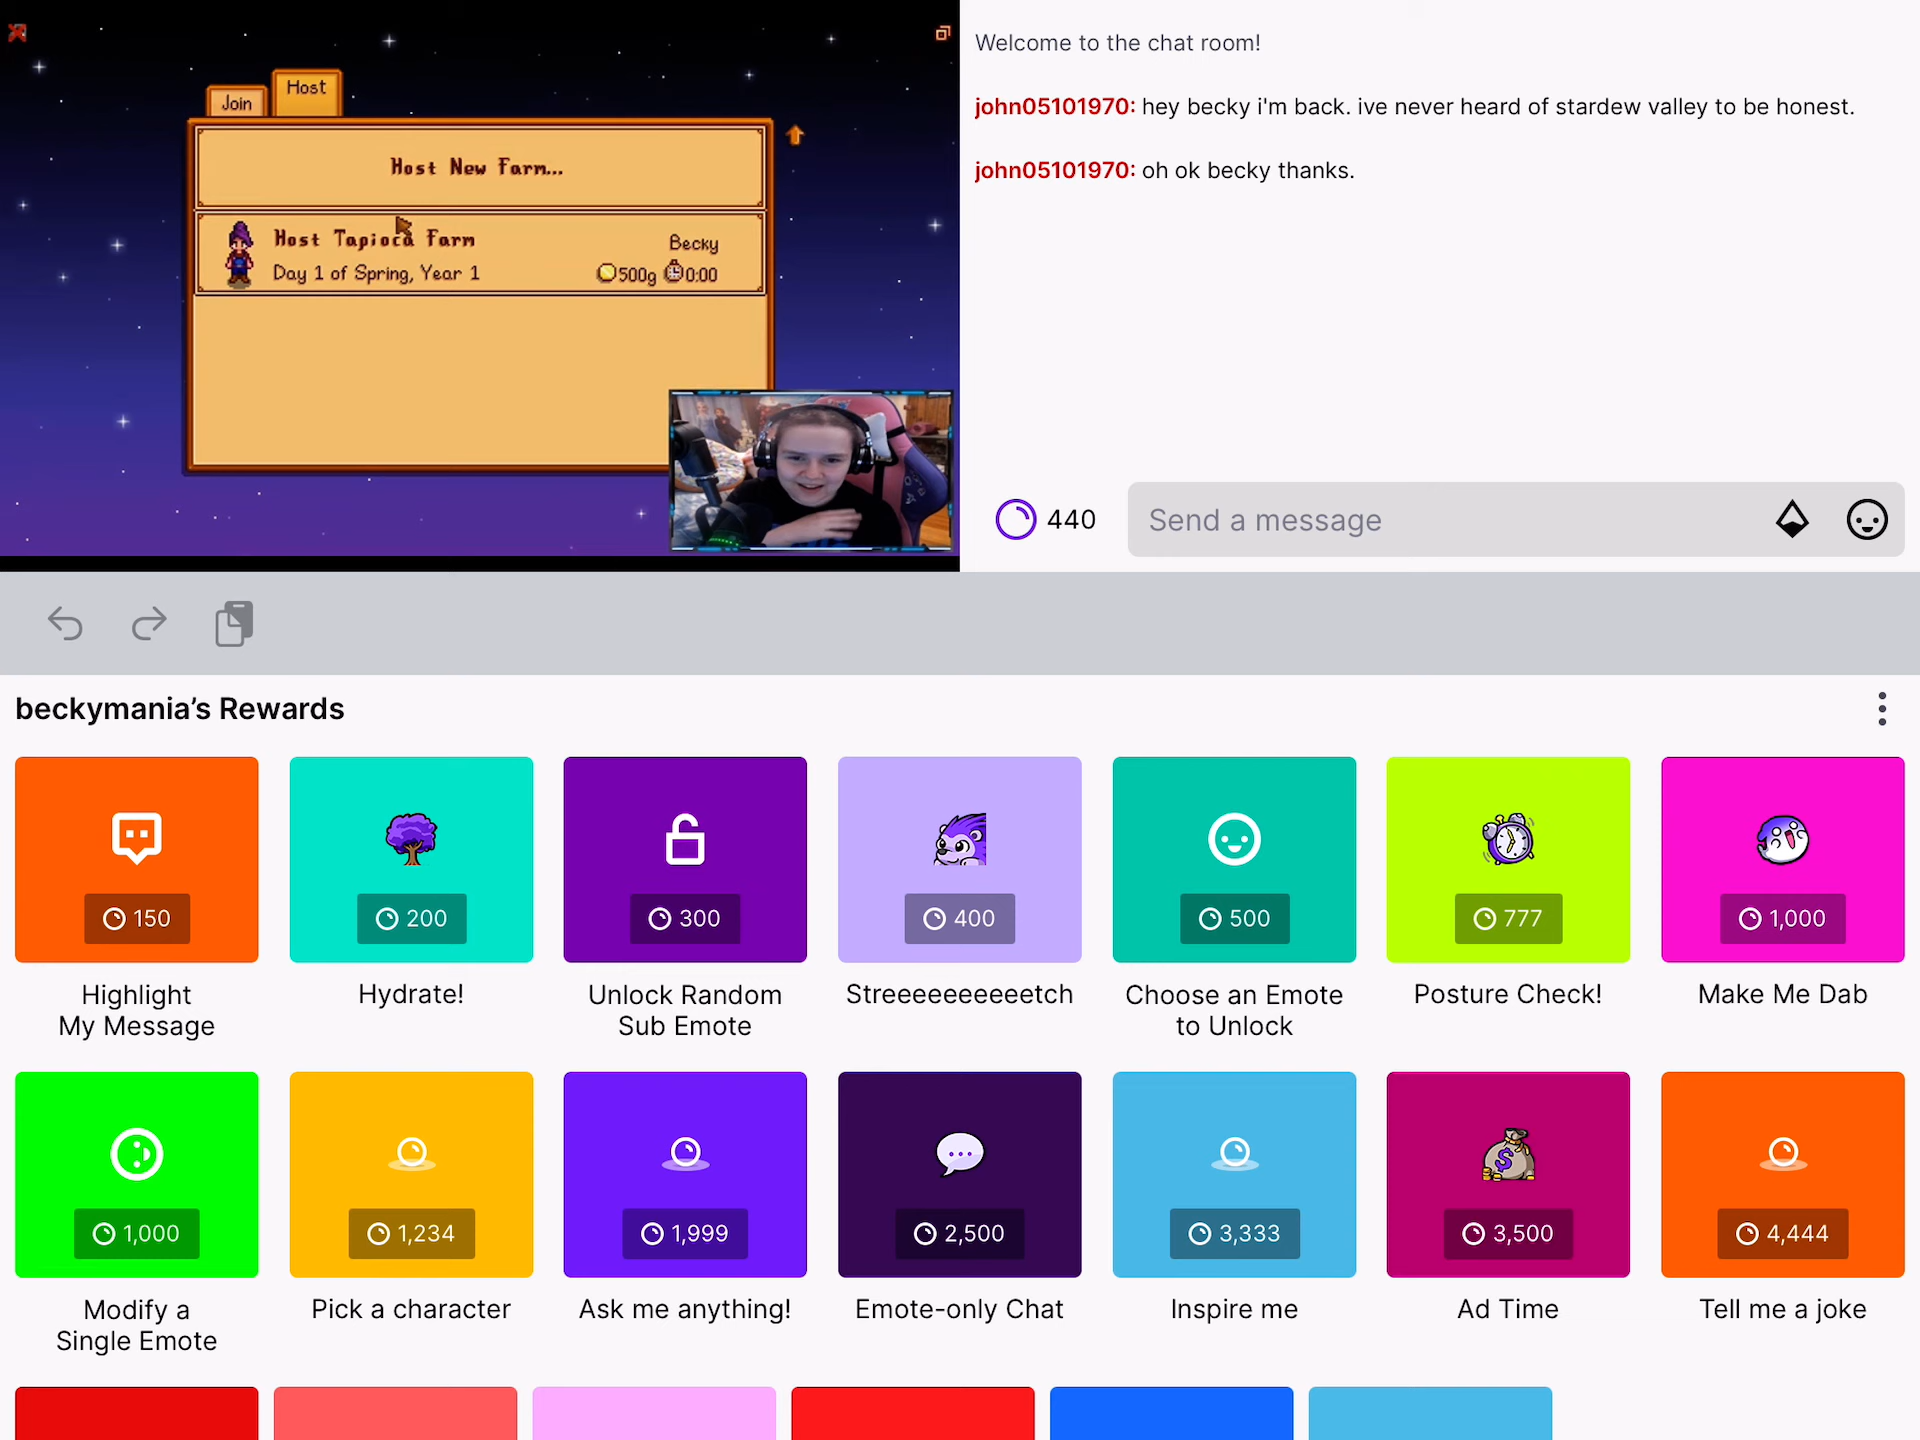 Join
Host
Host New Farm...
Host Tapioca Farm
Becky
Day 1 of Spring, Year 1
500g
0:00
Welcome to the chat room!
john05101970: hey becky i'm back. ive never heard of stardew valley to be honest.
john05101970: oh ok becky thanks.
440
Send a message
beckymania's Rewards
150
200
300
400
500
777
1,000
Highlight
My Message
Hydrate!
Unlock Random
Sub Emote
Streeeeeeeeeetch
Choose an Emote
to Unlock
Posture Check!
Make Me Dab
1,000
1,234
1,999
2,500
3,333
3,500
4,444
Modify a
Single Emote
Pick a character
Ask me anything!
Emote-only Chat
Inspire me
Ad Time
Tell me a joke